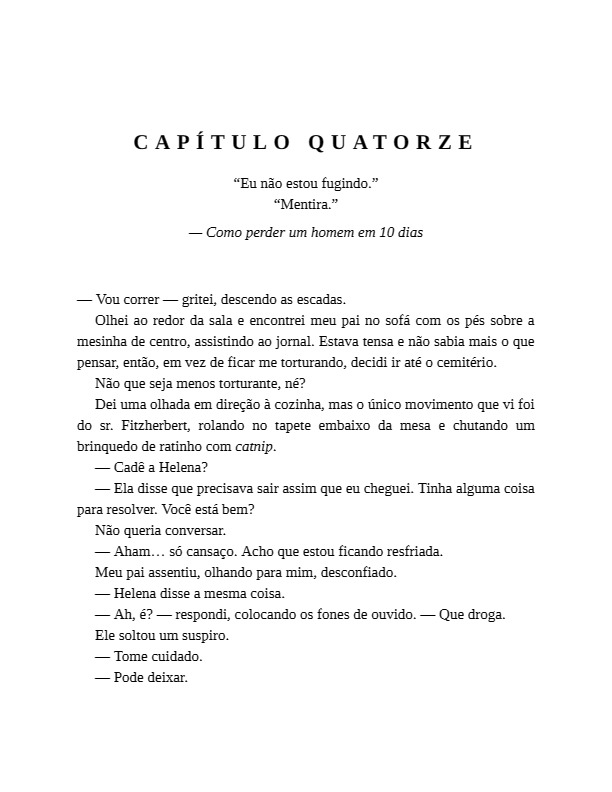 CAPÍTULO QUATORZE
“Eu não estou fugindo.”
“Mentira.”
— Como perder um homem em 10 dias
— Vou correr — gritei, descendo as escadas.
Olhei ao redor da sala e encontrei meu pai no sofá com os pés sobre a
mesinha de centro, assistindo ao jornal. Estava tensa e não sabia mais o que
pensar, então, em vez de ficar me torturando, decidi ir até o cemitério.
Não que seja menos torturante, né?
Dei uma olhada em direção à cozinha, mas o único movimento que vi foi
do sr. Fitzherbert, rolando no tapete embaixo da mesa e chutando um
brinquedo de ratinho com catnip.
— Cadê a Helena?
— Ela disse que precisava sair assim que eu cheguei. Tinha alguma coisa
para resolver. Você está bem?
Não queria conversar.
— Aham… só cansaço. Acho que estou ficando resfriada.
Meu pai assentiu, olhando para mim, desconfiado.
— Helena disse a mesma coisa.
— Ah, é? — respondi, colocando os fones de ouvido. — Que droga.
Ele soltou um suspiro.
— Tome cuidado.
— Pode deixar.